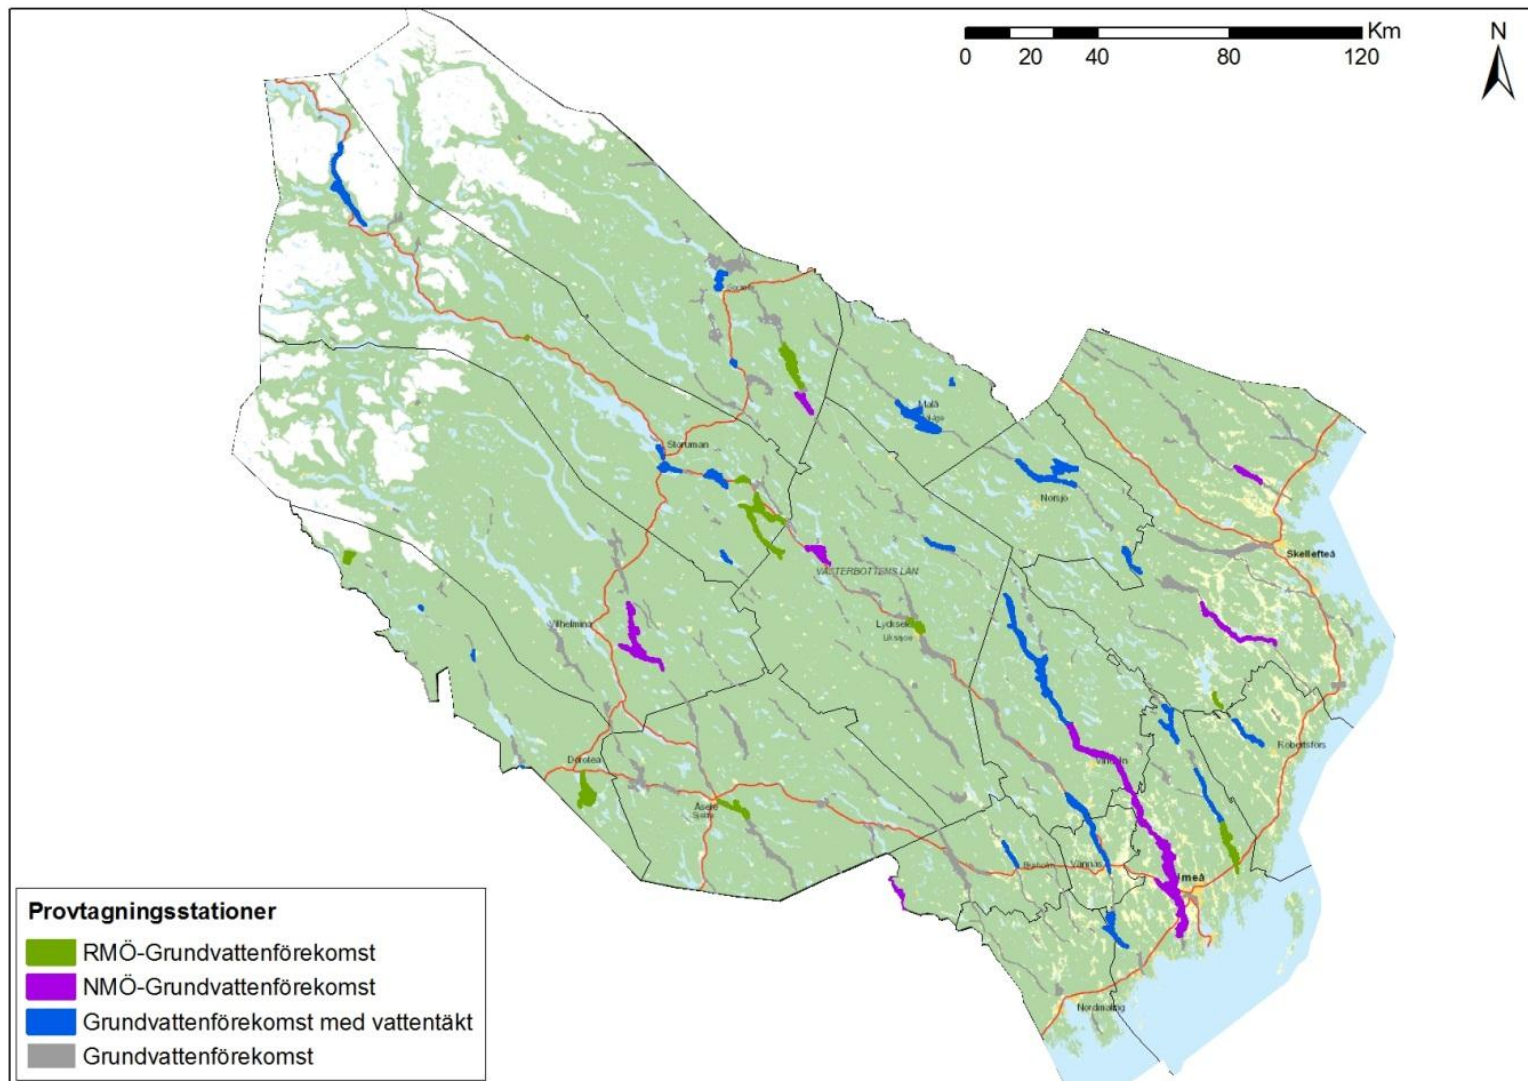 Km
N
0 20 40 80 120
Malå
Storuman
Norsjö
Skellefteå
VÄSTERBOTTENS LÄN
Vilhelmina
Lycksele
Liksjoe
Robertsfors
Dorotea
Åsele
Vännäs
Umeå
Nordmaling
Provtagningsstationer
RMÖ-Grundvattenförekomst
NMÖ-Grundvattenförekomst
Grundvattenförekomst med vattentäkt
Grundvattenförekomst